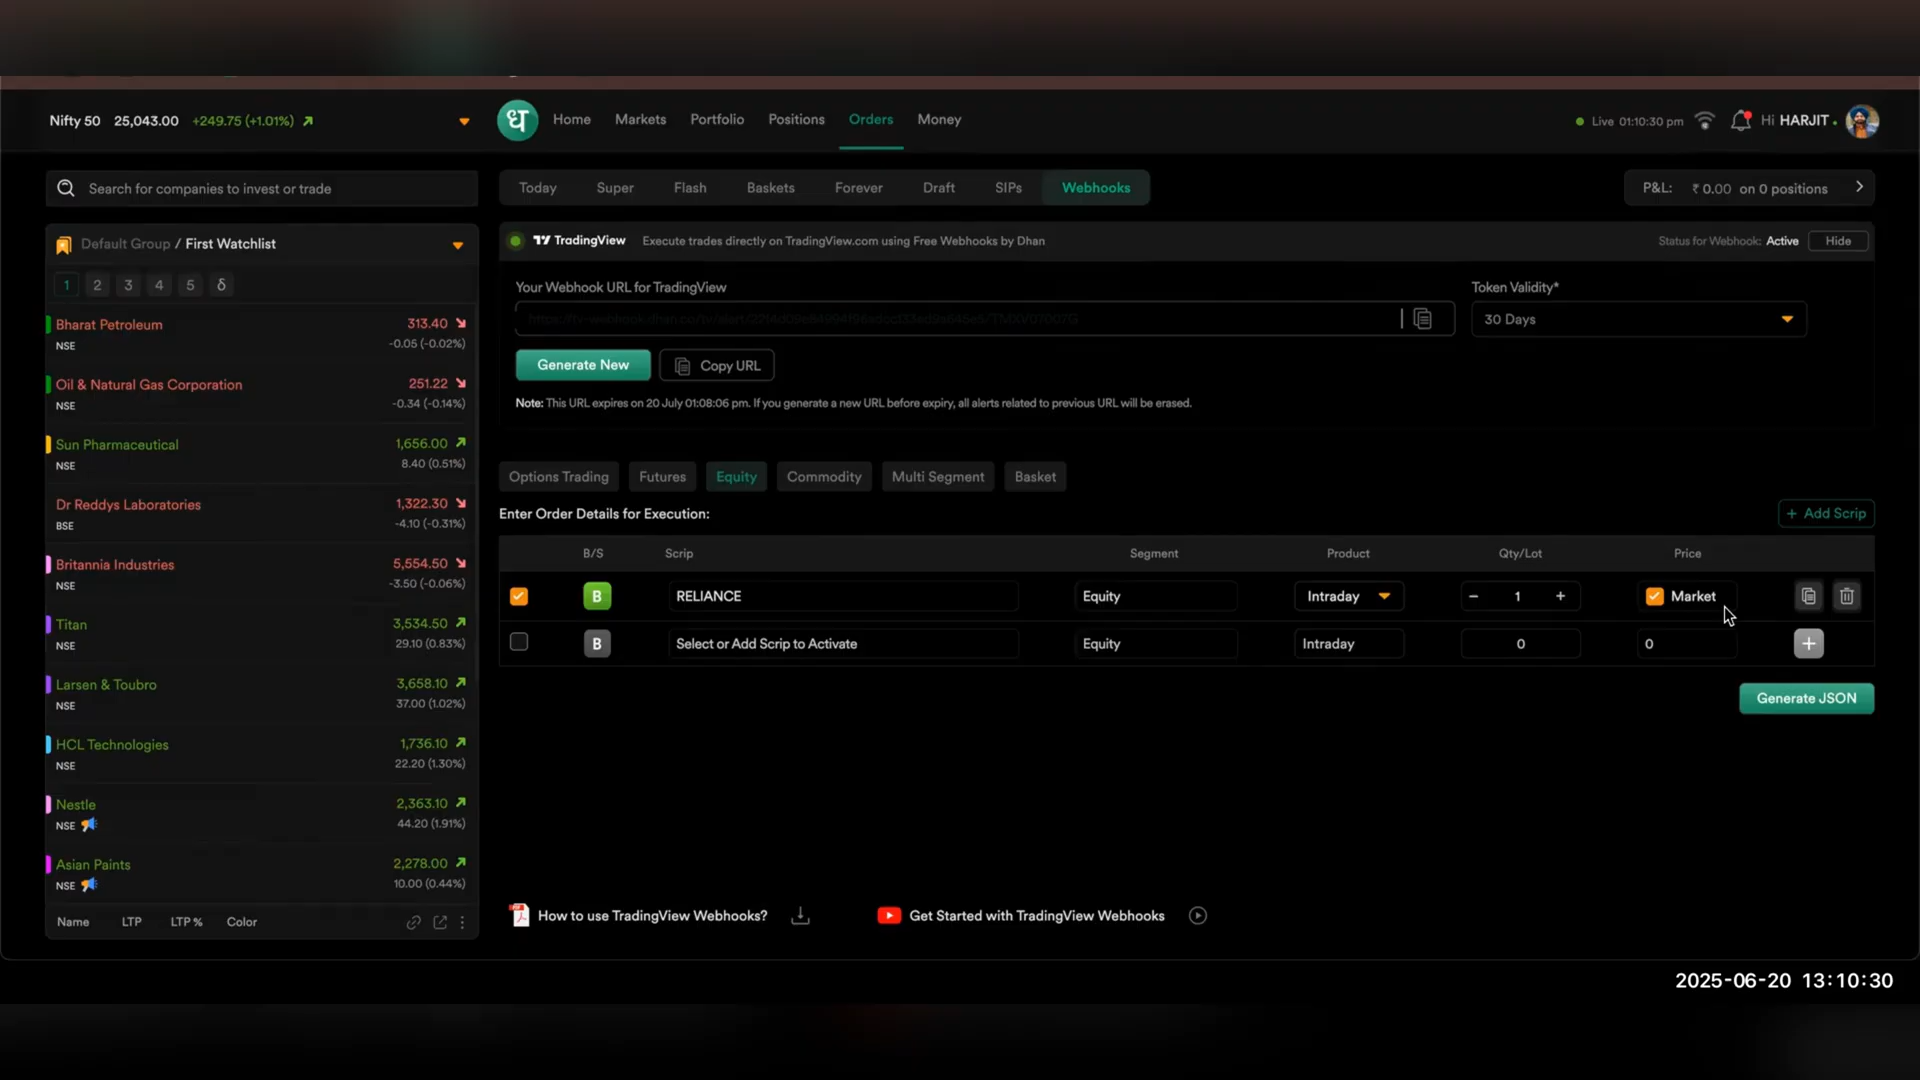 Nifty 50 25,043.00 +249.75 (+1.01%)
ध Home Markets Portfolio Positions Orders Money
Live 01:10:30 pm Hi HARJIT
Search for companies to invest or trade
Today Super Flash Baskets Forever Draft SIPs Webhooks
P&L: ₹ 0.00 on 0 positions
Default Group / First Watchlist
1 2 3 4 5 δ
Bharat Petroleum 313.40
NSE -0.05 (-0.02%)
Oil & Natural Gas Corporation 251.22
NSE -0.34 (-0.14%)
Sun Pharmaceutical 1,656.00
NSE 8.40 (0.51%)
Dr Reddys Laboratories 1,322.30
BSE -4.10 (-0.31%)
Britannia Industries 5,554.50
NSE -3.50 (-0.06%)
Titan 3,534.50
NSE 29.10 (0.83%)
Larsen & Toubro 3,658.10
NSE 37.00 (1.02%)
HCL Technologies 1,736.10
NSE 22.20 (1.30%)
Nestle 2,363.10
NSE 44.20 (1.91%)
Asian Paints 2,278.00
NSE 10.00 (0.44%)
Name LTP LTP % Color
TradingView Execute trades directly on TradingView.com using Free Webhooks by Dhan
Status for Webhook: Active Hide
Your Webhook URL for TradingView
Token Validity*
30 Days
Generate New Copy URL
Note: This URL expires on 20 July 01:08:06 pm. If you generate a new URL before expiry, all alerts related to previous URL will be erased.
Options Trading Futures Equity Commodity Multi Segment Basket
Enter Order Details for Execution:
+ Add Scrip
B/S Scrip Segment Product Qty/Lot Price
B RELIANCE Equity Intraday − 1 + Market
B Select or Add Scrip to Activate Equity Intraday 0 0 +
Generate JSON
How to use TradingView Webhooks?
Get Started with TradingView Webhooks
2025-06-20 13:10:30